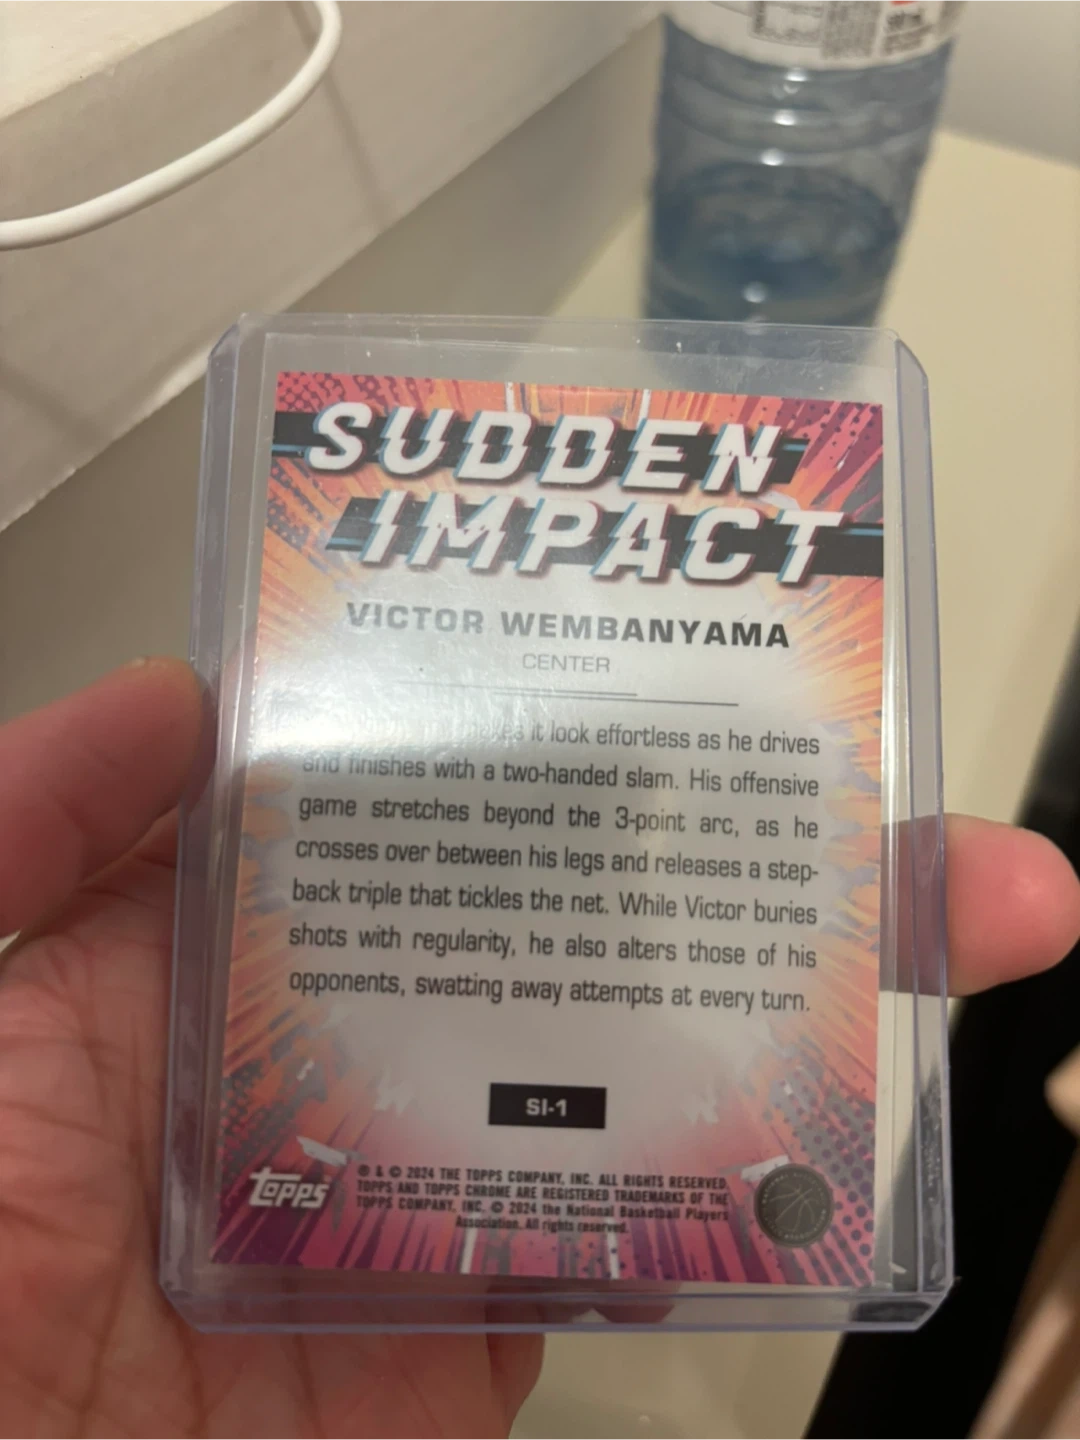 SUDDEN
IMPACT
VICTOR WEMBANYAMA
CENTER
makes it look effortless as he drives
and finishes with a two-handed slam. His offensive
game stretches beyond the 3-point arc, as he
crosses over between his legs and releases a step-
back triple that tickles the net. While Victor buries
shots with regularity, he also alters those of his
opponents, swatting away attempts at every turn.
SI-1
topps
® & © 2024 THE TOPPS COMPANY, INC. ALL RIGHTS RESERVED.
TOPPS AND TOPPS CHROME ARE REGISTERED TRADEMARKS OF THE
TOPPS COMPANY, INC. © 2024 the National Basketball Players
Association. All rights reserved.